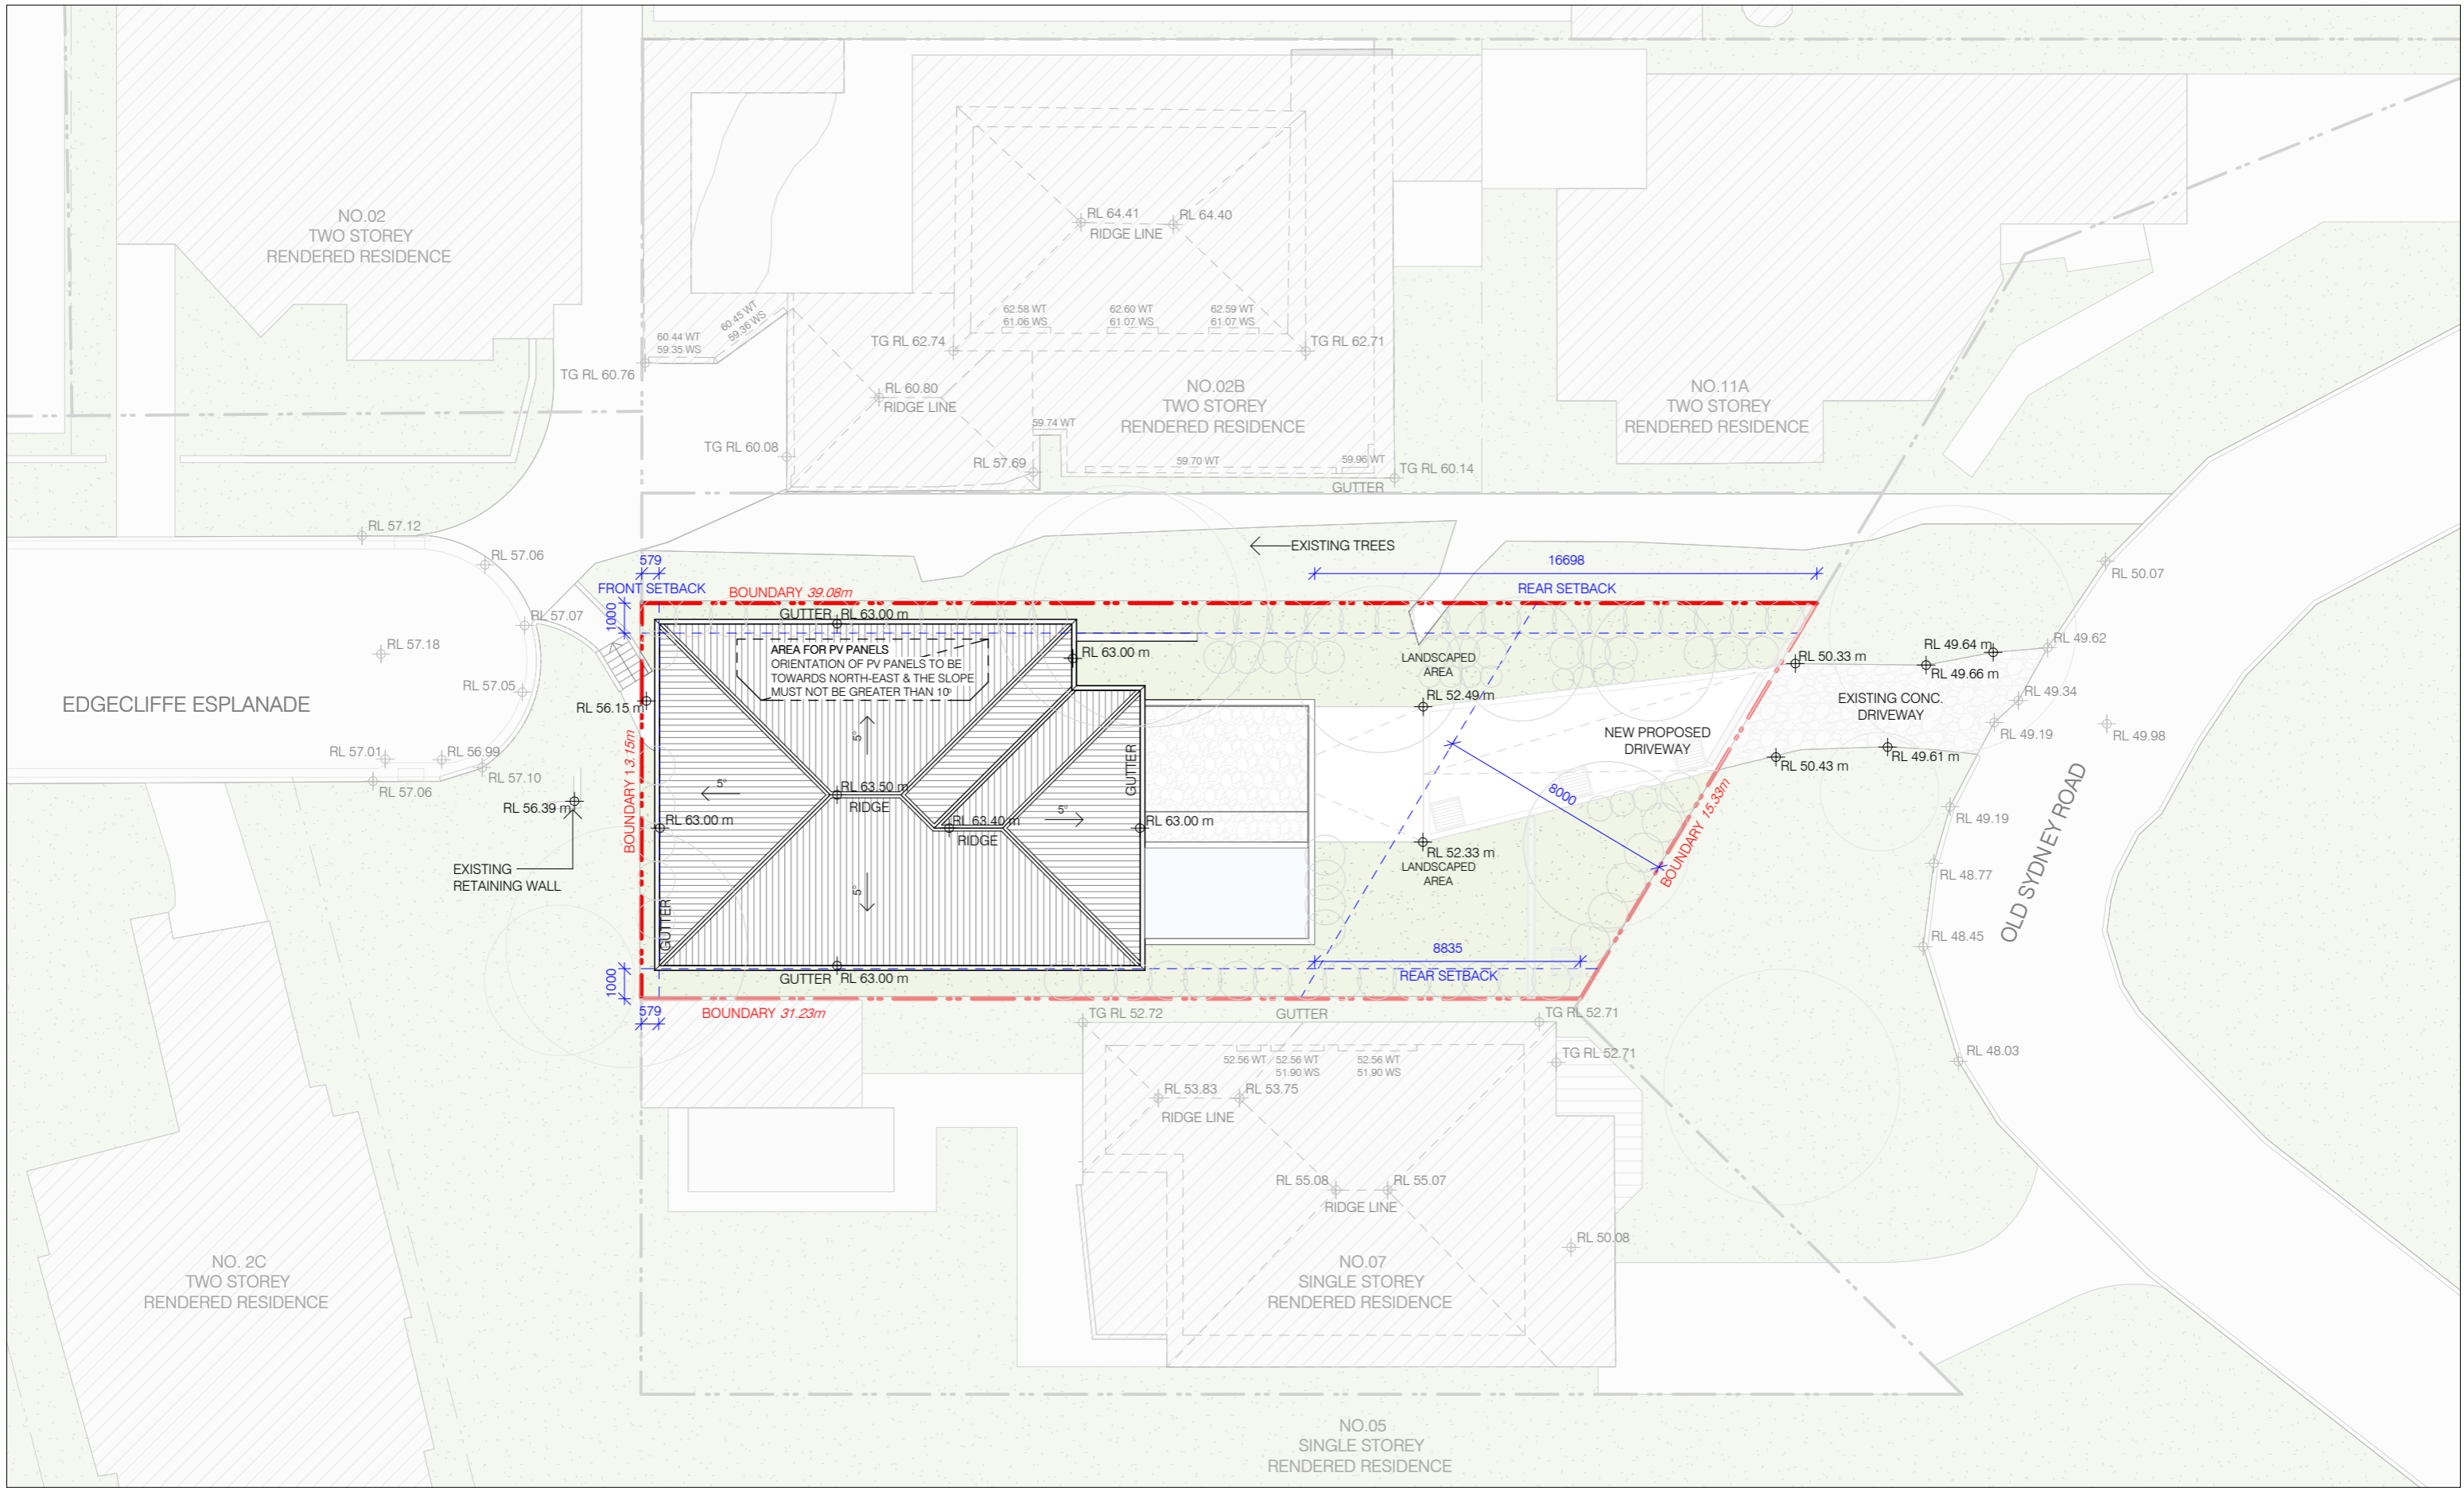 NO.02
TWO STOREY
RENDERED RESIDENCE
RL 64.41
RL 64.40
RIDGE LINE
60.45 WT
59.36 WS
60.44 WT
59.35 WS
62.58 WT
61.06 WS
62.60 WT
61.07 WS
62.59 WT
61.07 WS
TG RL 62.74
TG RL 62.71
TG RL 60.76
RL 60.80
RIDGE LINE
NO.02B
TWO STOREY
RENDERED RESIDENCE
NO.11A
TWO STOREY
RENDERED RESIDENCE
59.74 WT
TG RL 60.08
RL 57.69
59.70 WT
59.96 WT
TG RL 60.14
GUTTER
RL 57.12
RL 57.06
EXISTING TREES
579
16698
RL 50.07
FRONT SETBACK
BOUNDARY 39.08m
REAR SETBACK
1000
GUTTER
RL 63.00 m
RL 57.07
RL 57.18
AREA FOR PV PANELS
ORIENTATION OF PV PANELS TO BE
TOWARDS NORTH-EAST & THE SLOPE
MUST NOT BE GREATER THAN 10º
RL 63.00 m
LANDSCAPED
AREA
RL 50.33 m
RL 49.64 m
RL 49.62
RL 49.66 m
RL 57.05
RL 56.15 m
RL 52.49 m
EXISTING CONC.
DRIVEWAY
RL 49.34
RL 49.19
RL 49.98
EDGECLIFFE ESPLANADE
5°
NEW PROPOSED
DRIVEWAY
RL 57.01
RL 56.99
RL 57.10
RL 57.06
BOUNDARY 13.15m
GUTTER
RL 50.43 m
RL 49.61 m
5°
RL 63.50 m
RIDGE
8000
RL 56.39 m
RL 63.00 m
RL 63.40 m
RIDGE
5°
RL 63.00 m
BOUNDARY 15.33m
RL 49.19
OLD SYDNEY ROAD
EXISTING
RETAINING WALL
RL 52.33 m
LANDSCAPED
AREA
RL 48.77
5°
GUTTER
RL 48.45
8835
REAR SETBACK
1000
GUTTER
RL 63.00 m
579
BOUNDARY 31.23m
TG RL 52.72
GUTTER
TG RL 52.71
52.56 WT
52.56 WT
51.90 WS
52.56 WT
51.90 WS
TG RL 52.71
RL 48.03
RL 53.83
RL 53.75
RIDGE LINE
RL 55.08
RL 55.07
RIDGE LINE
RL 50.08
NO. 2C
TWO STOREY
RENDERED RESIDENCE
NO.07
SINGLE STOREY
RENDERED RESIDENCE
NO.05
SINGLE STOREY
RENDERED RESIDENCE